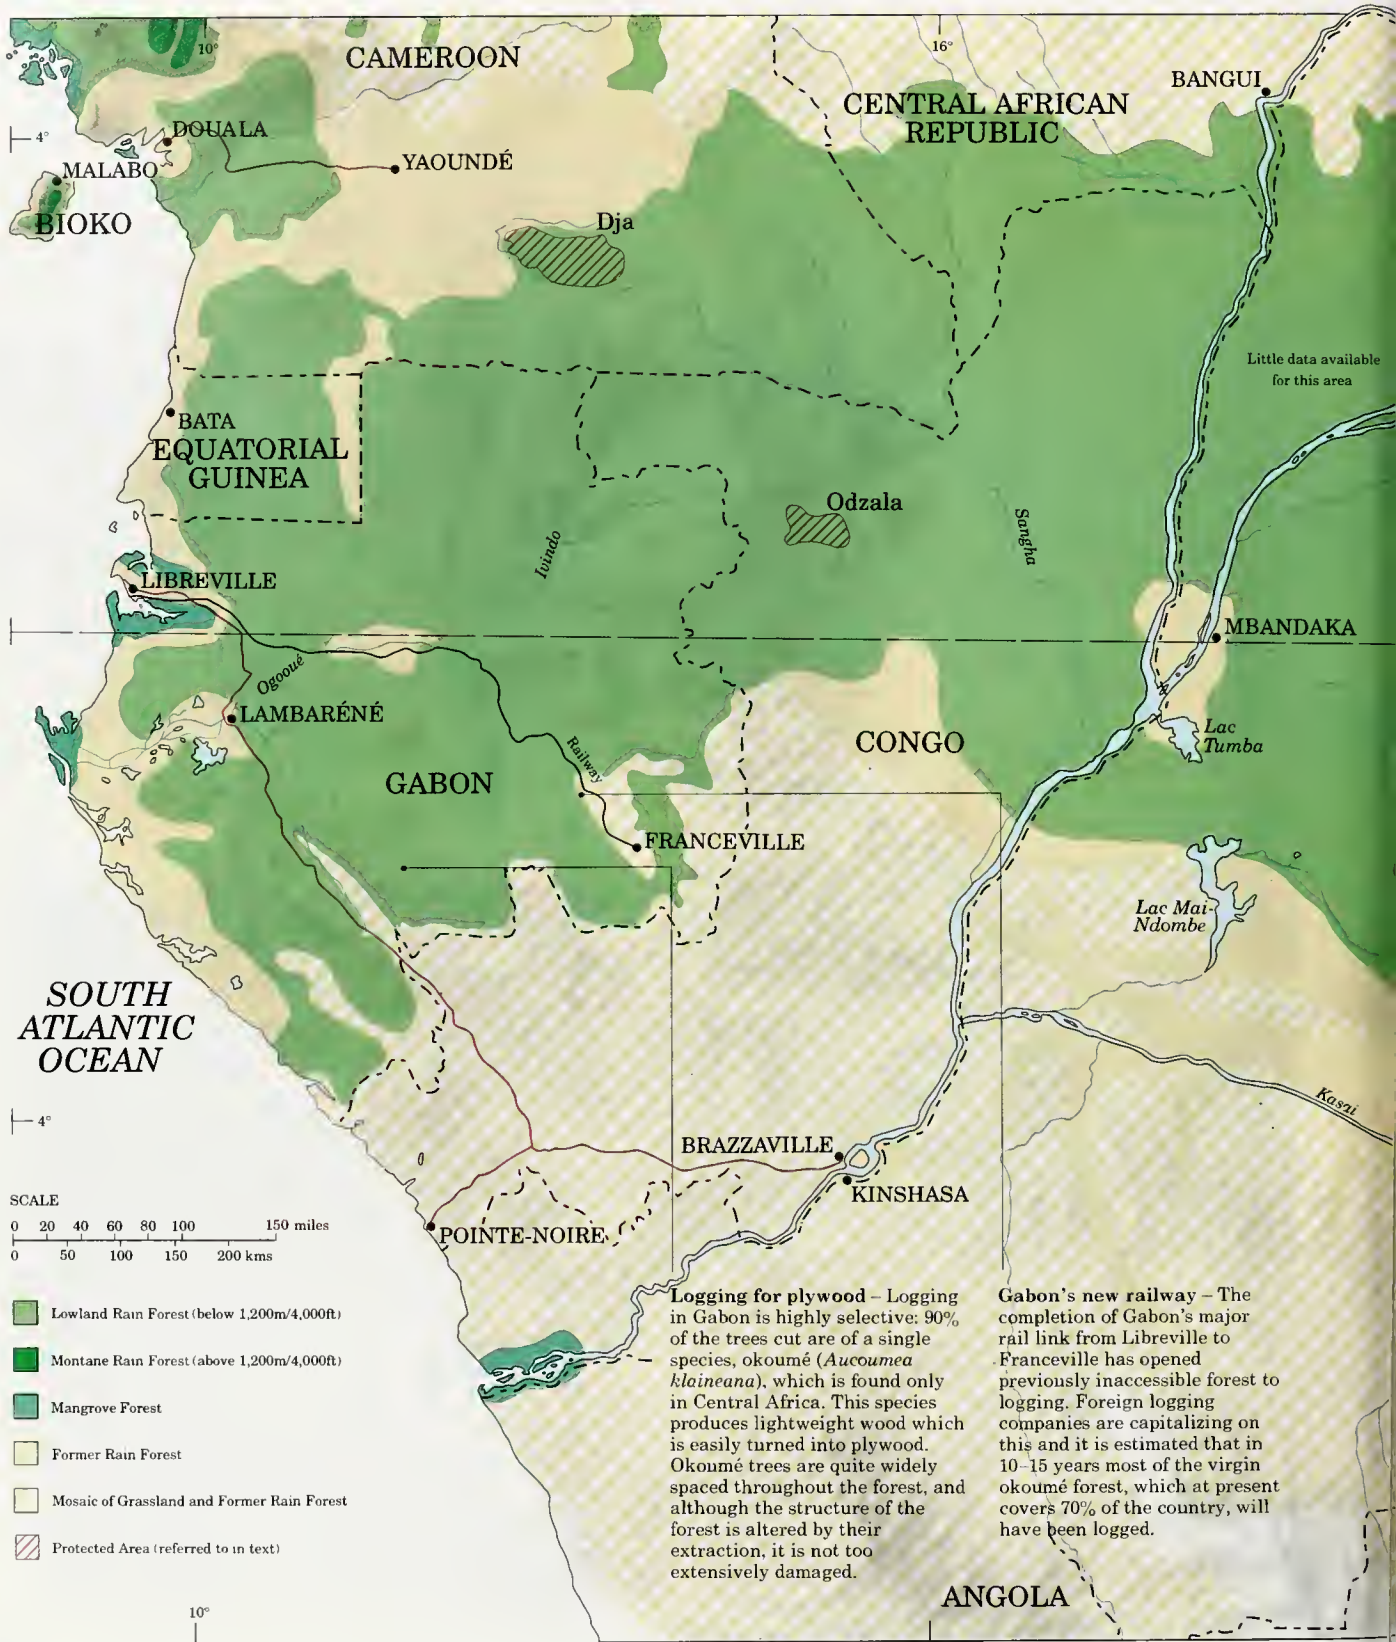 10°
16°
CAMEROON
BANGUI
CENTRAL AFRICAN
REPUBLIC
4°
DOUALA
YAOUNDÉ
MALABO
BIOKO
Dja
Little data available
for this area
BATA
EQUATORIAL
GUINEA
Odzala
Ivindo
Sangha
LIBREVILLE
MBANDAKA
Ogooué
LAMBARÉNÉ
Lac
Tumba
CONGO
Railway
GABON
FRANCEVILLE
Lac Mai-
Ndombe
SOUTH
ATLANTIC
OCEAN
Kasai
4°
BRAZZAVILLE
KINSHASA
POINTE-NOIRE
SCALE
0 20 40 60 80 100 150 miles
0 50 100 150 200 kms
Lowland Rain Forest (below 1,200m/4,000ft)
Montane Rain Forest (above 1,200m/4,000ft)
Mangrove Forest
Former Rain Forest
Mosaic of Grassland and Former Rain Forest
Protected Area (referred to in text)
Logging for plywood – Logging
in Gabon is highly selective: 90%
of the trees cut are of a single
species, okoumé (Aucoumea
klaineana), which is found only
in Central Africa. This species
produces lightweight wood which
is easily turned into plywood.
Okoumé trees are quite widely
spaced throughout the forest, and
although the structure of the
forest is altered by their
extraction, it is not too
extensively damaged.
Gabon's new railway – The
completion of Gabon's major
rail link from Libreville to
Franceville has opened
previously inaccessible forest to
logging. Foreign logging
companies are capitalizing on
this and it is estimated that in
10–15 years most of the virgin
okoumé forest, which at present
covers 70% of the country, will
have been logged.
ANGOLA
10°